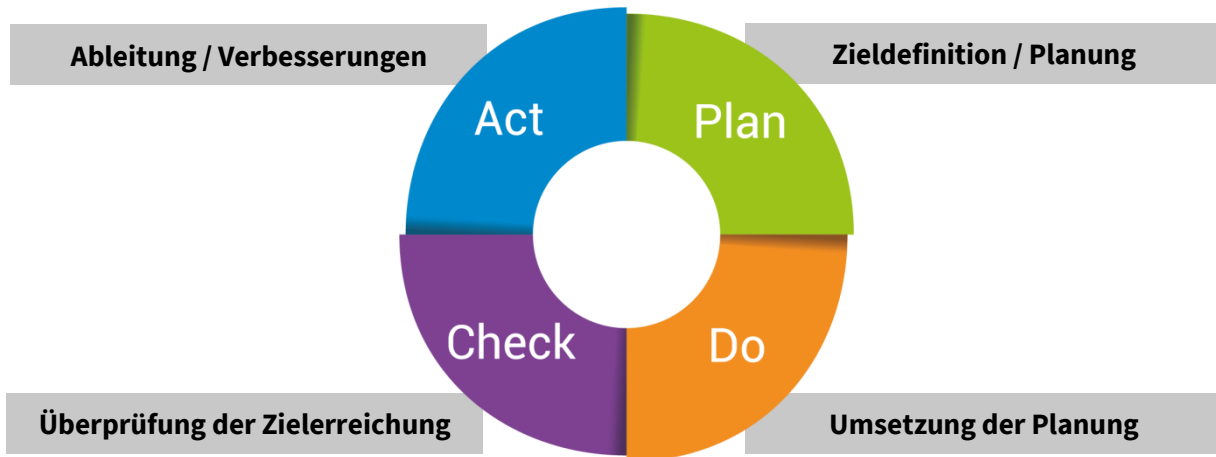 Ableitung / Verbesserungen
Zieldefinition / Planung
Act
Plan
Check
Do
Überprüfung der Zielerreichung
Umsetzung der Planung